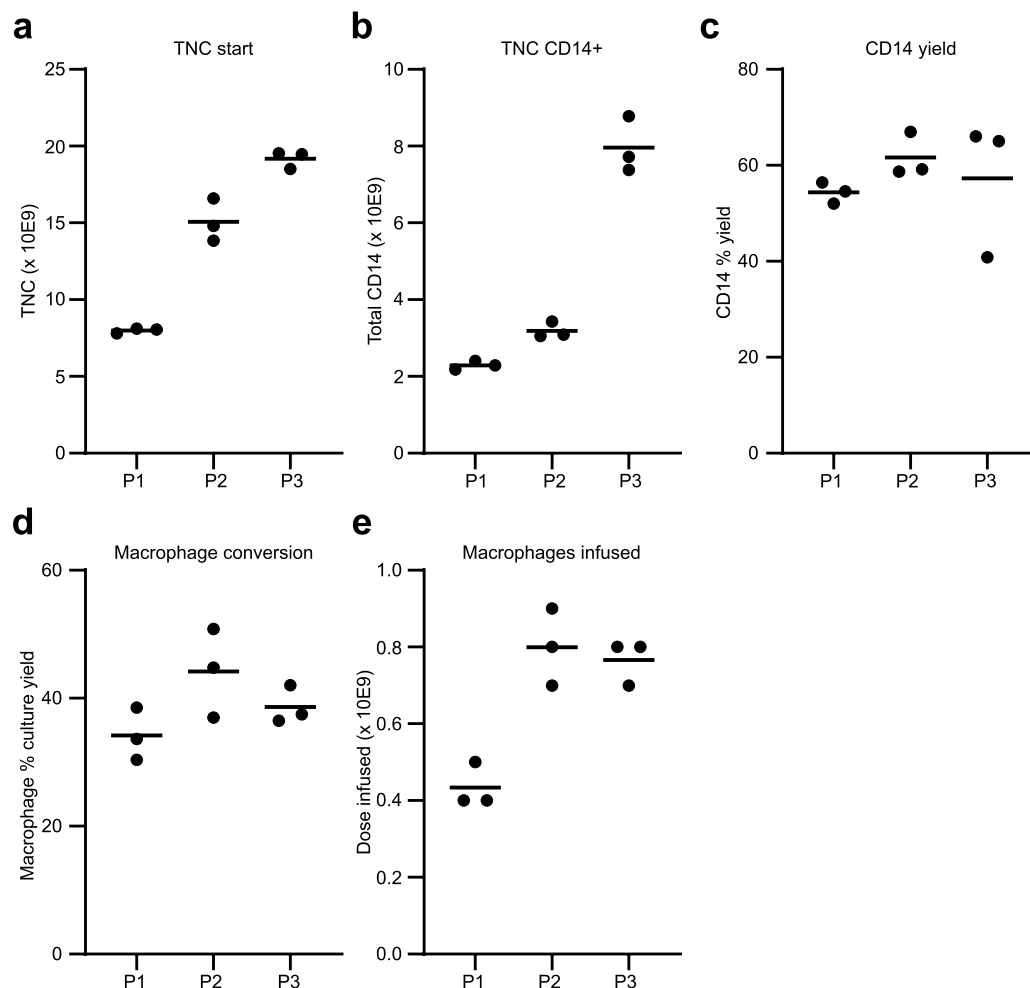 a
TNC start
TNC (x 10E9)
25
20
15
10
5
0
P1 P2 P3
b
TNC CD14+
Total CD14 (x 10E9)
10
8
6
4
2
0
P1 P2 P3
c
CD14 yield
CD14 % yield
80
60
40
20
0
P1 P2 P3
d
Macrophage conversion
Macrophage % culture yield
60
40
20
0
P1 P2 P3
e
Macrophages infused
Dose infused (x 10E9)
1.0
0.8
0.6
0.4
0.2
0.0
P1 P2 P3